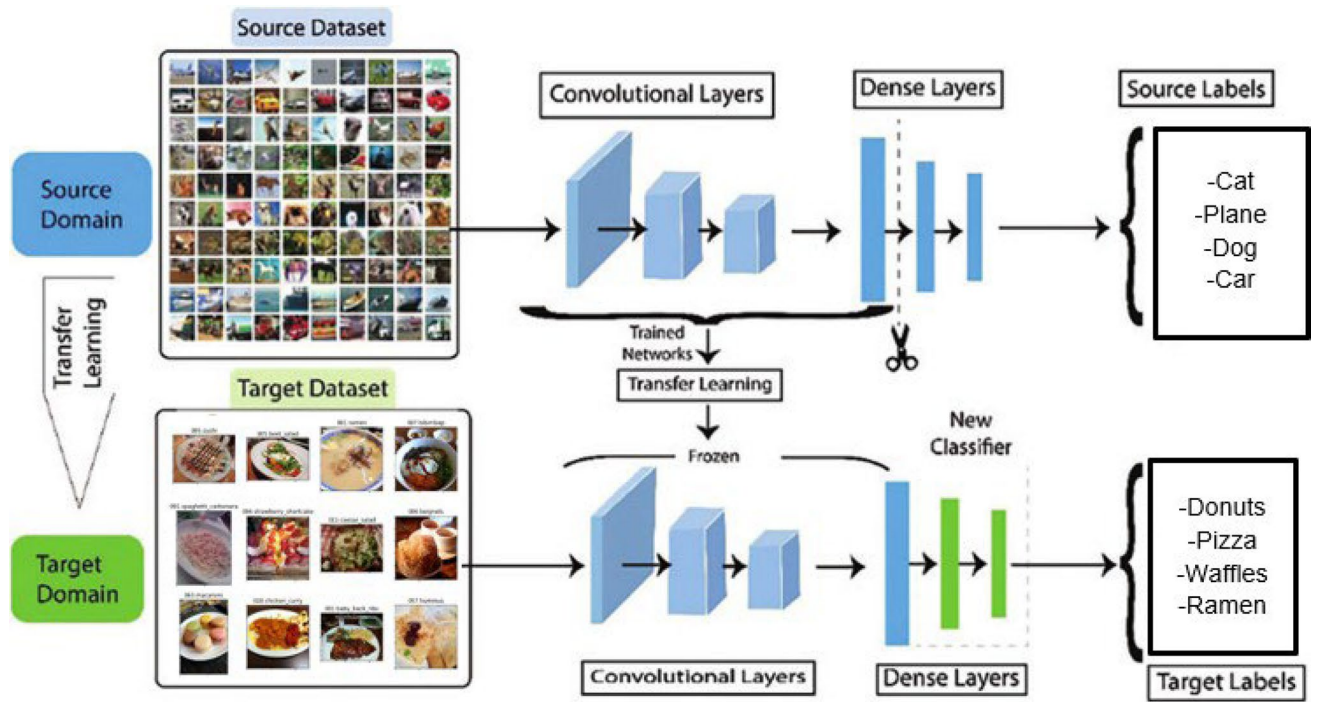 Source Dataset
Convolutional Layers
Dense Layers
Source Labels
Source
Domain
-Cat
-Plane
-Dog
-Car
Transfer
Learning
Trained
Networks
Transfer Learning
Target Dataset
New
Classifier
Frozen
Target
Domain
-Donuts
-Pizza
-Waffles
-Ramen
Convolutional Layers
Dense Layers
Target Labels